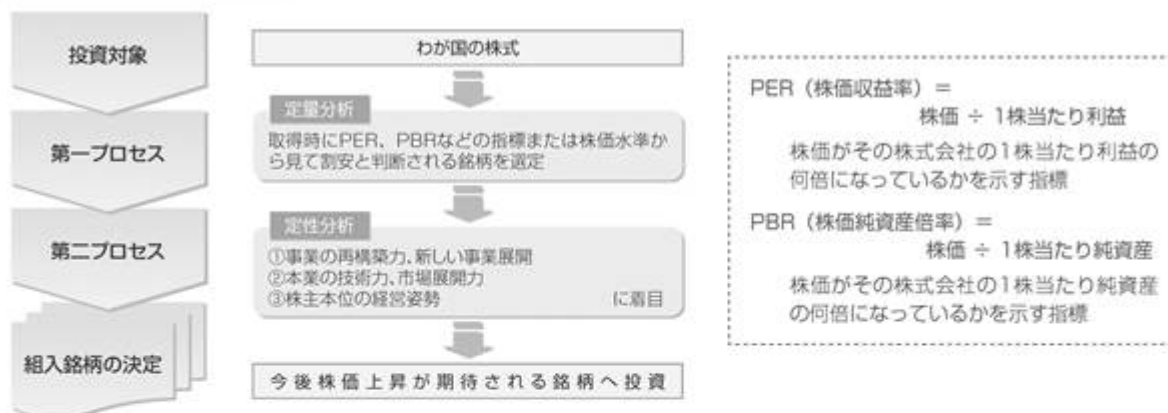 投資対象
第一プロセス
第二プロセス
組入銘柄の決定
わが国の株式
定量分析
取得時にPER、PBRなどの指標または株価水準か
ら見て割安と判断される銘柄を選定
定性分析
①事業の再構築力、新しい事業展開
②本業の技術力、市場展開力
③株主本位の経営姿勢 に着目
今後株価上昇が期待される銘柄へ投資
PER（株価収益率）＝
株価 ÷ 1株当たり利益
株価がその株式会社の1株当たり利益の
何倍になっているかを示す指標
PBR（株価純資産倍率）＝
株価 ÷ 1株当たり純資産
株価がその株式会社の1株当たり純資産
の何倍になっているかを示す指標